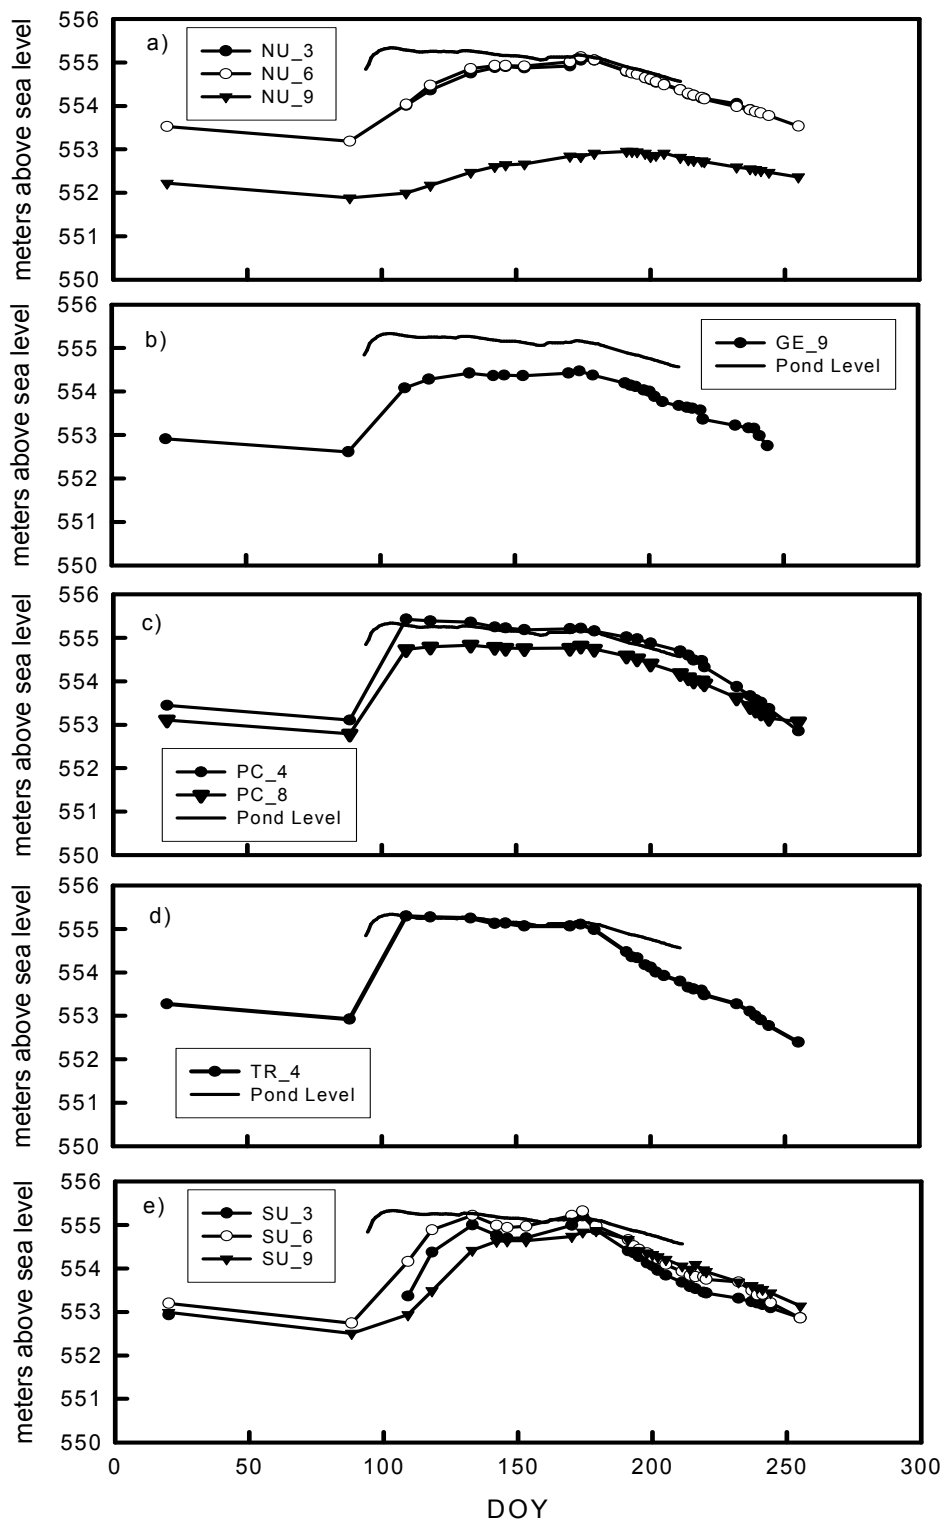 meters above sea level
556
555
554
553
552
551
550
a)
NU_3
NU_6
NU_9
meters above sea level
556
555
554
553
552
551
550
b)
GE_9
Pond Level
meters above sea level
556
555
554
553
552
551
550
c)
PC_4
PC_8
Pond Level
meters above sea level
556
555
554
553
552
551
550
d)
TR_4
Pond Level
meters above sea level
556
555
554
553
552
551
550
e)
SU_3
SU_6
SU_9
0 50 100 150 200 250 300
DOY